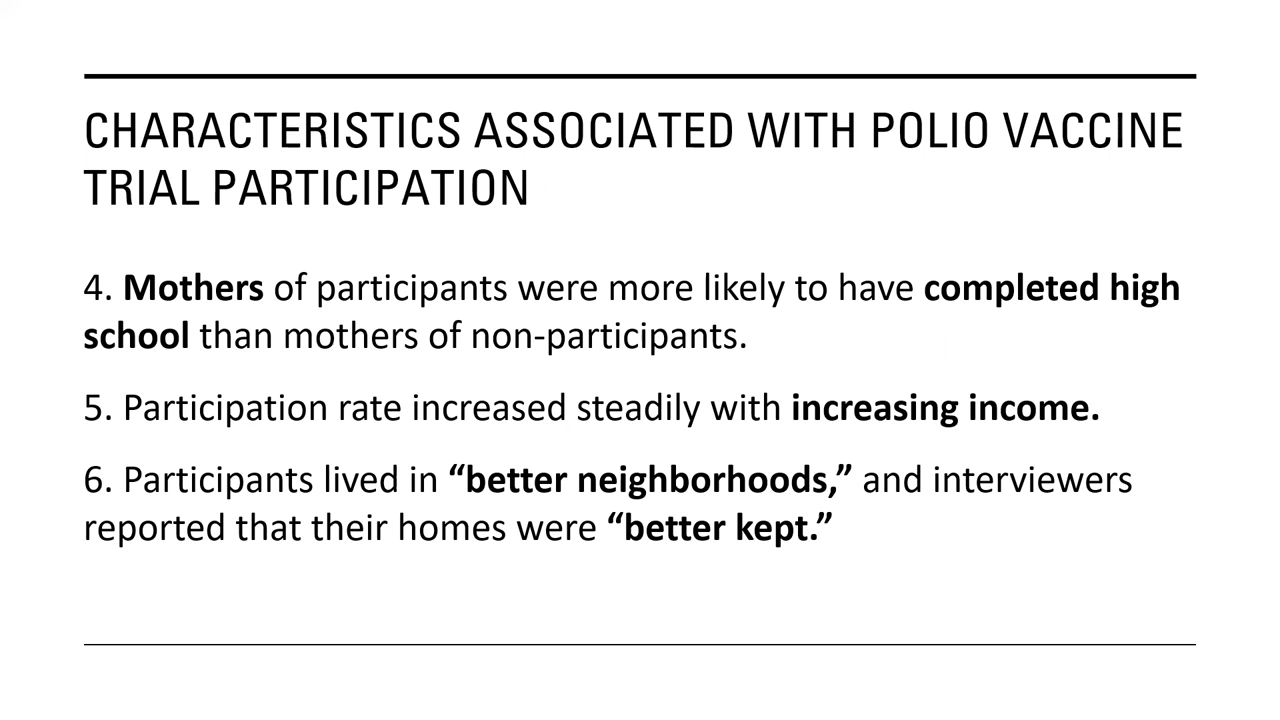 CHARACTERISTICS ASSOCIATED WITH POLIO VACCINE
TRIAL PARTICIPATION
4. Mothers of participants were more likely to have completed high
school than mothers of non-participants.
5. Participation rate increased steadily with increasing income.
6. Participants lived in “better neighborhoods,” and interviewers
reported that their homes were “better kept.”